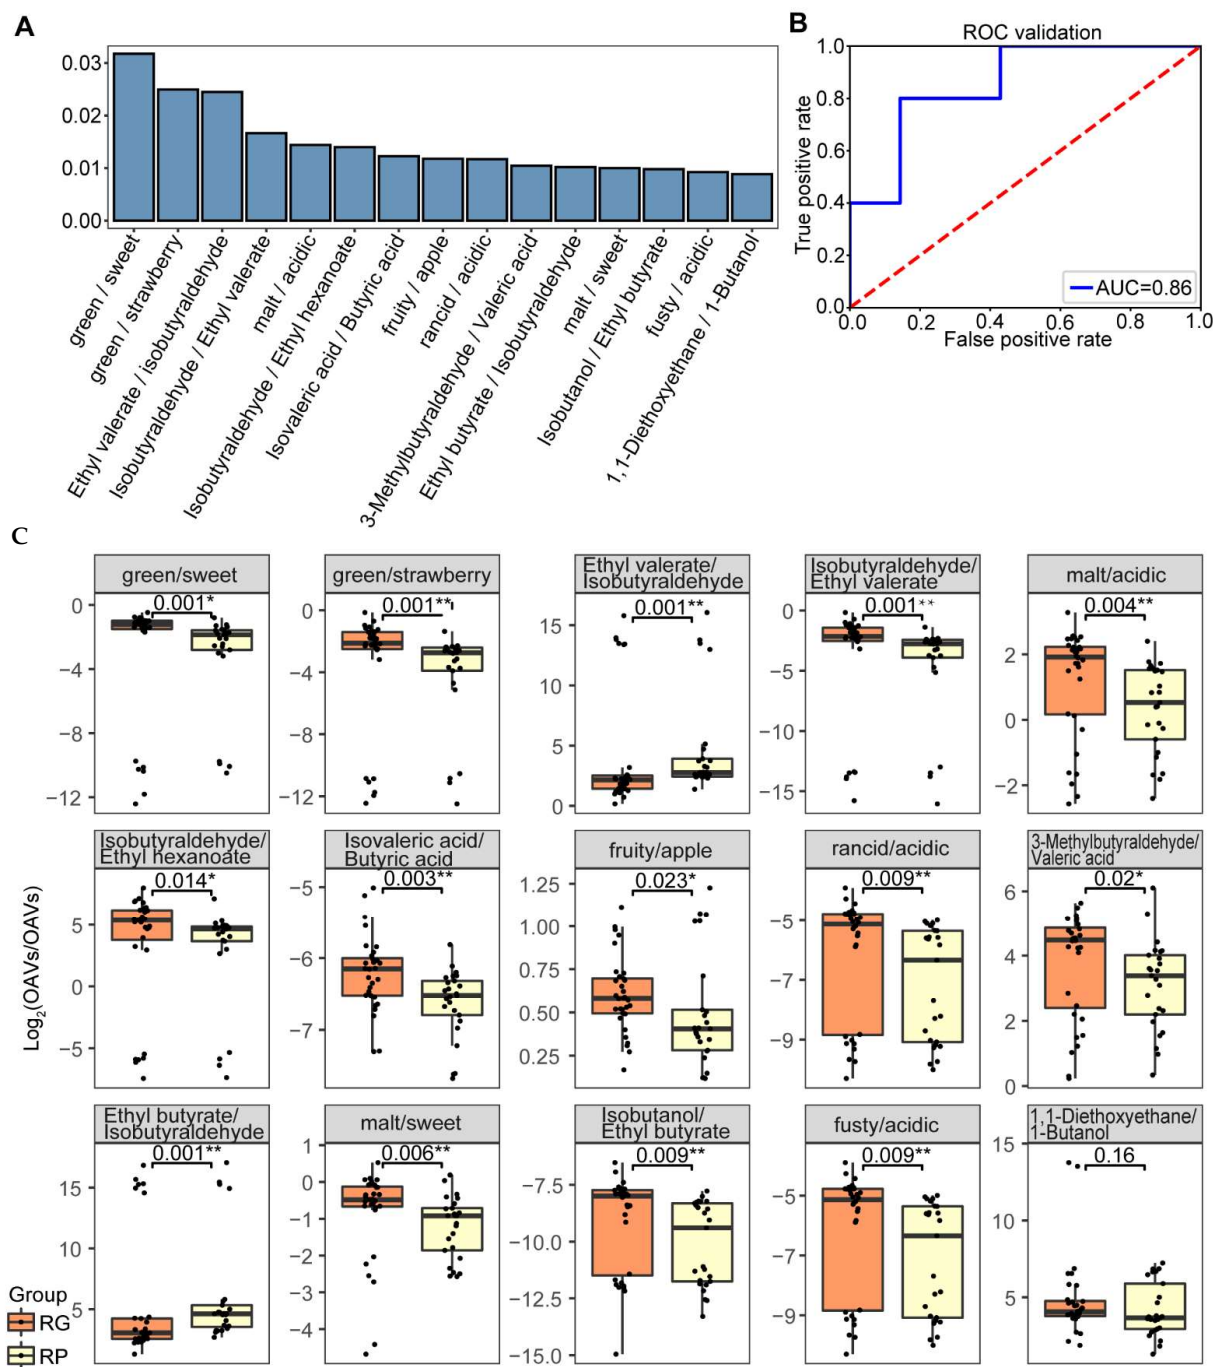 A
0.03
0.02
0.01
0.00
green / sweet
green / strawberry
Ethyl valerate / isobutyraldehyde
Isobutyraldehyde / Ethyl valerate
malt / acidic
Isobutyraldehyde / Ethyl hexanoate
Isovaleric acid / Butyric acid
fruity / apple
rancid / acidic
3-Methylbutyraldehyde / Valeric acid
Ethyl butyrate / Isobutyraldehyde
malt / sweet
Isobutanol / Ethyl butyrate
fusty / acidic
1,1-Diethoxyethane / 1-Butanol
B
ROC validation
True positive rate
1.0
0.8
0.6
0.4
0.2
0.0
AUC=0.86
0.0 0.2 0.4 0.6 0.8 1.0
False positive rate
C
Log2(OAVs/OAVs)
green/sweet
0.001*
0
−4
−8
−12
green/strawberry
0.001**
0
−4
−8
−12
Ethyl valerate/
Isobutyraldehyde
0.001**
15
10
5
0
Isobutyraldehyde/
Ethyl valerate
0.001**
0
−5
−10
−15
malt/acidic
0.004**
2
0
−2
Isobutyraldehyde/
Ethyl hexanoate
0.014*
5
0
−5
Isovaleric acid/
Butyric acid
0.003**
−5
−6
−7
fruity/apple
0.023*
1.25
1.00
0.75
0.50
0.25
rancid/acidic
0.009**
−5
−7
−9
3-Methylbutyraldehyde/
Valeric acid
0.02*
6
4
2
0
Ethyl butyrate/
Isobutyraldehyde
0.001**
15
10
5
malt/sweet
0.006**
1
0
−1
−2
−3
−4
Isobutanol/
Ethyl butyrate
0.009**
−7.5
−10.0
−12.5
−15.0
fusty/acidic
0.009**
−5
−7
−9
1,1-Diethoxyethane/
1-Butanol
0.16
15
10
5
Group
RG
RP